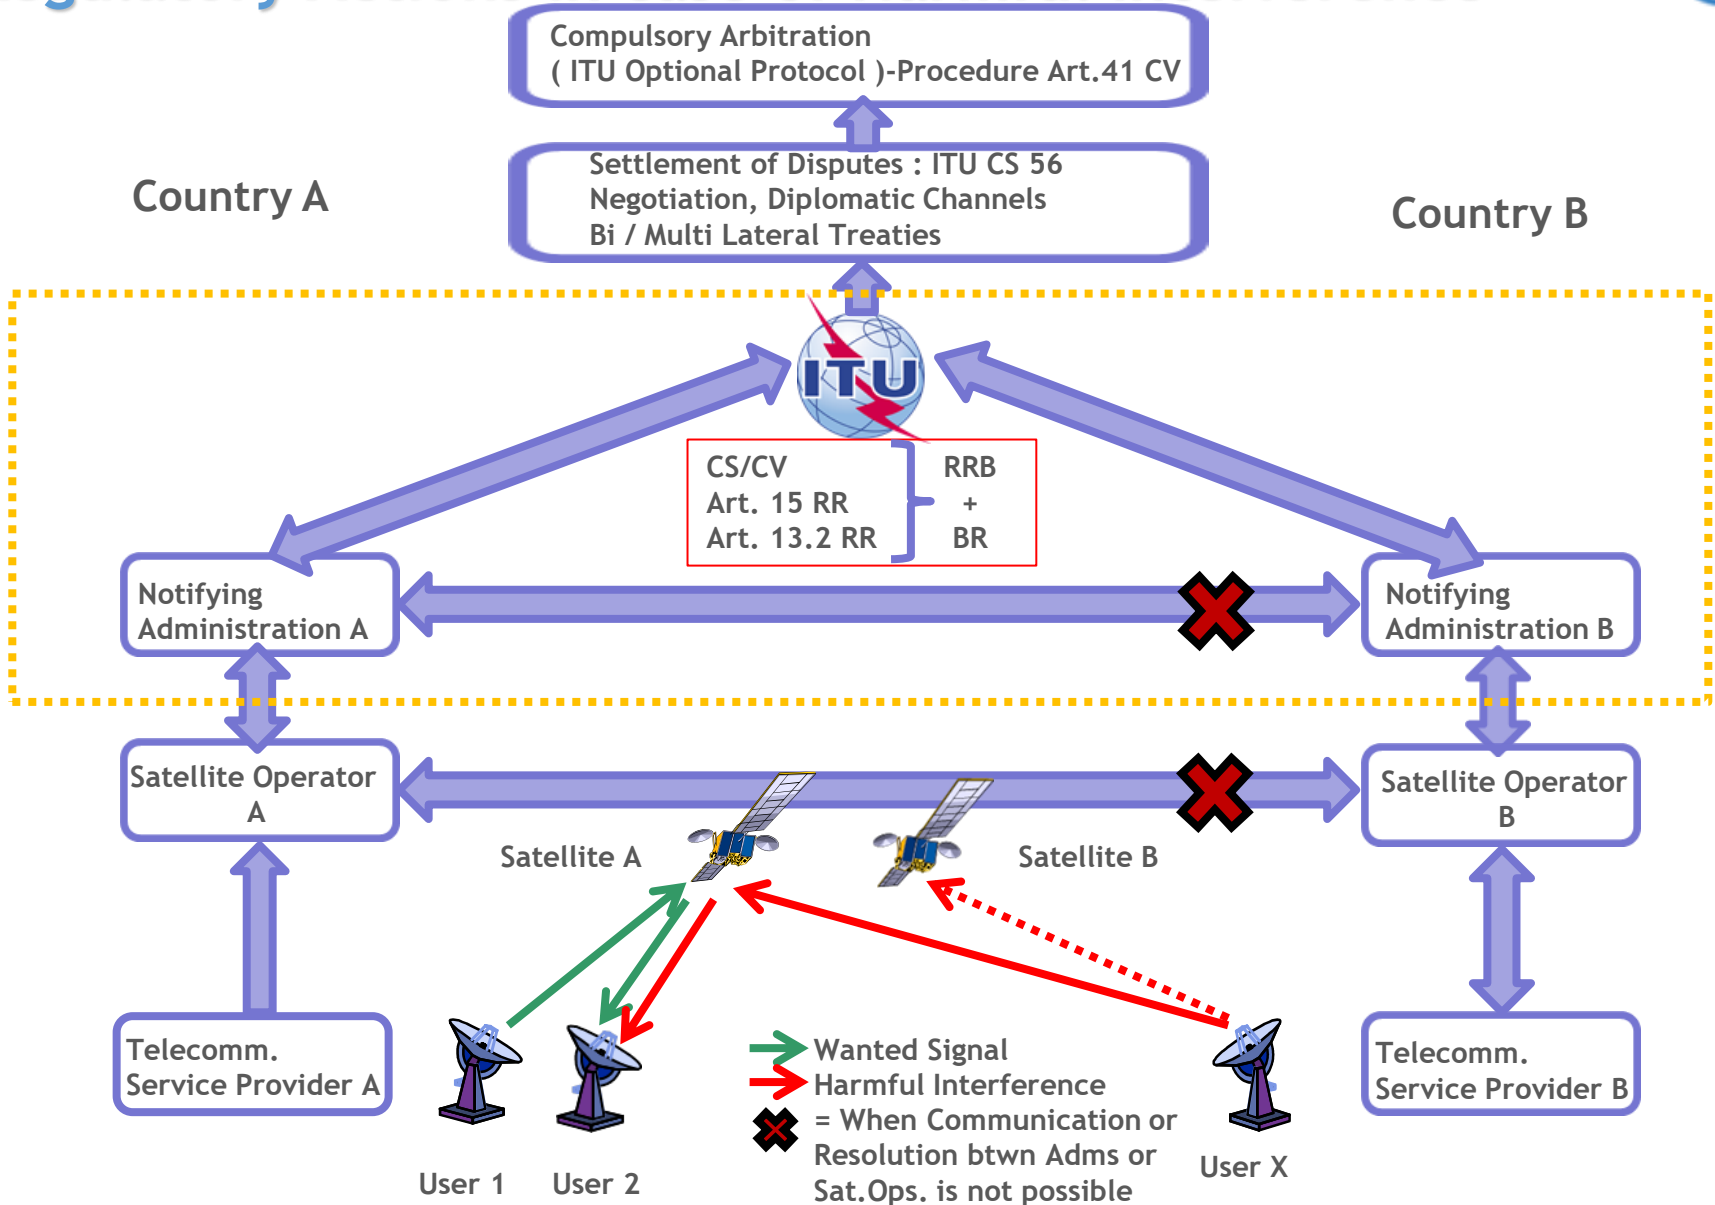 Compulsory Arbitration
( ITU Optional Protocol )-Procedure Art.41 CV
Settlement of Disputes : ITU CS 56
Negotiation, Diplomatic Channels
Bi / Multi Lateral Treaties
Country A
Country B
ITU
CS/CV
Art. 15 RR
Art. 13.2 RR
RRB
+
BR
Notifying
Administration A
Notifying
Administration B
Satellite Operator
A
Satellite Operator
B
Satellite A
Satellite B
Telecomm.
Service Provider A
Telecomm.
Service Provider B
Wanted Signal
Harmful Interference
= When Communication or
Resolution btwn Adms or
Sat.Ops. is not possible
User 1
User 2
User X